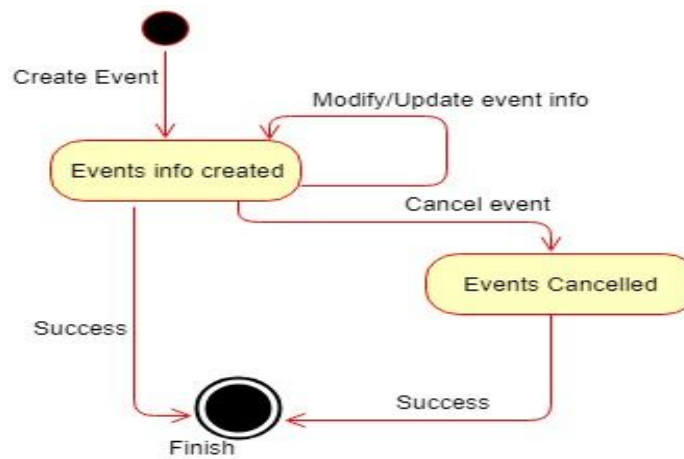 Create Event
Modify/Update event info
Events info created
Cancel event
Events Cancelled
Success
Success
Finish